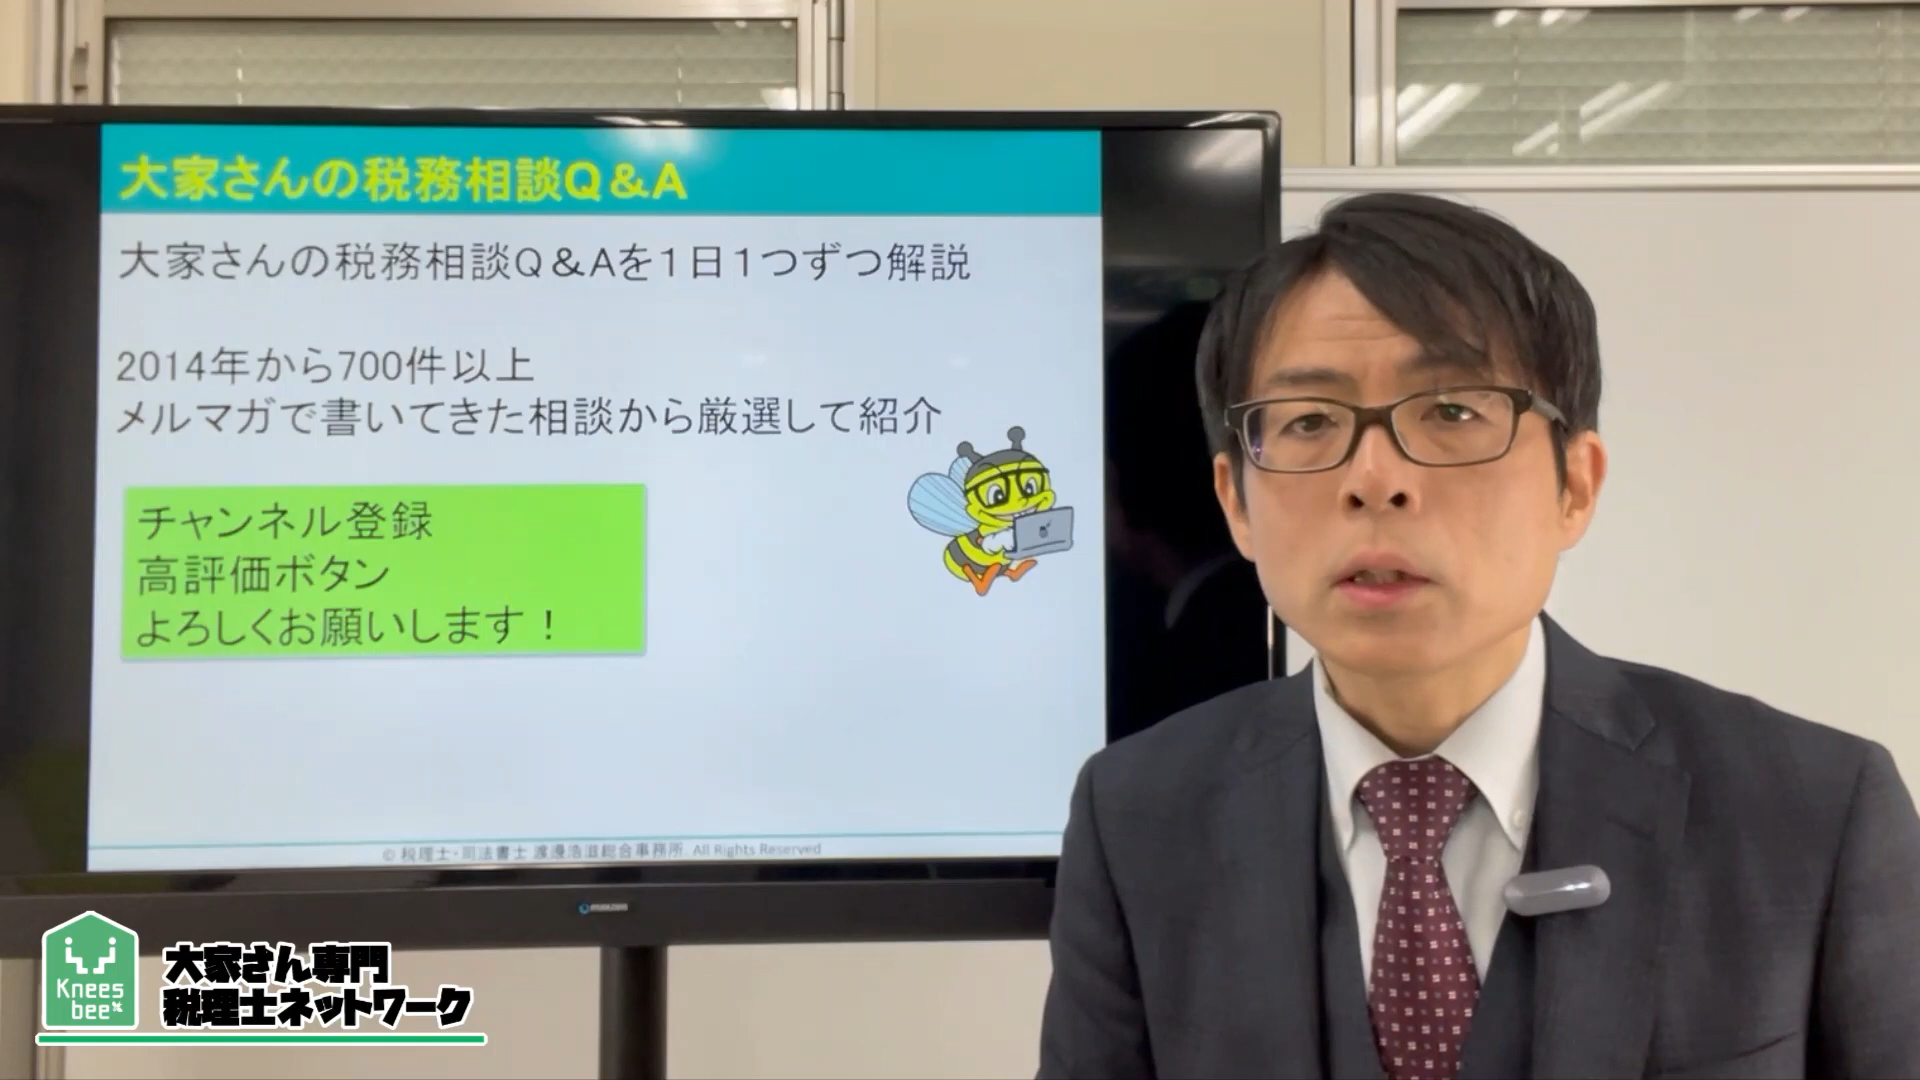 大家さんの税務相談Q＆A
大家さんの税務相談Q＆Aを１日１つずつ解説
2014年から700件以上
メルマガで書いてきた相談から厳選して紹介
チャンネル登録
高評価ボタン
よろしくお願いします！
© 税理士・司法書士 渡邊浩滋総合事務所. All Rights Reserved
Knees
bee
大家さん専門
税理士ネットワーク